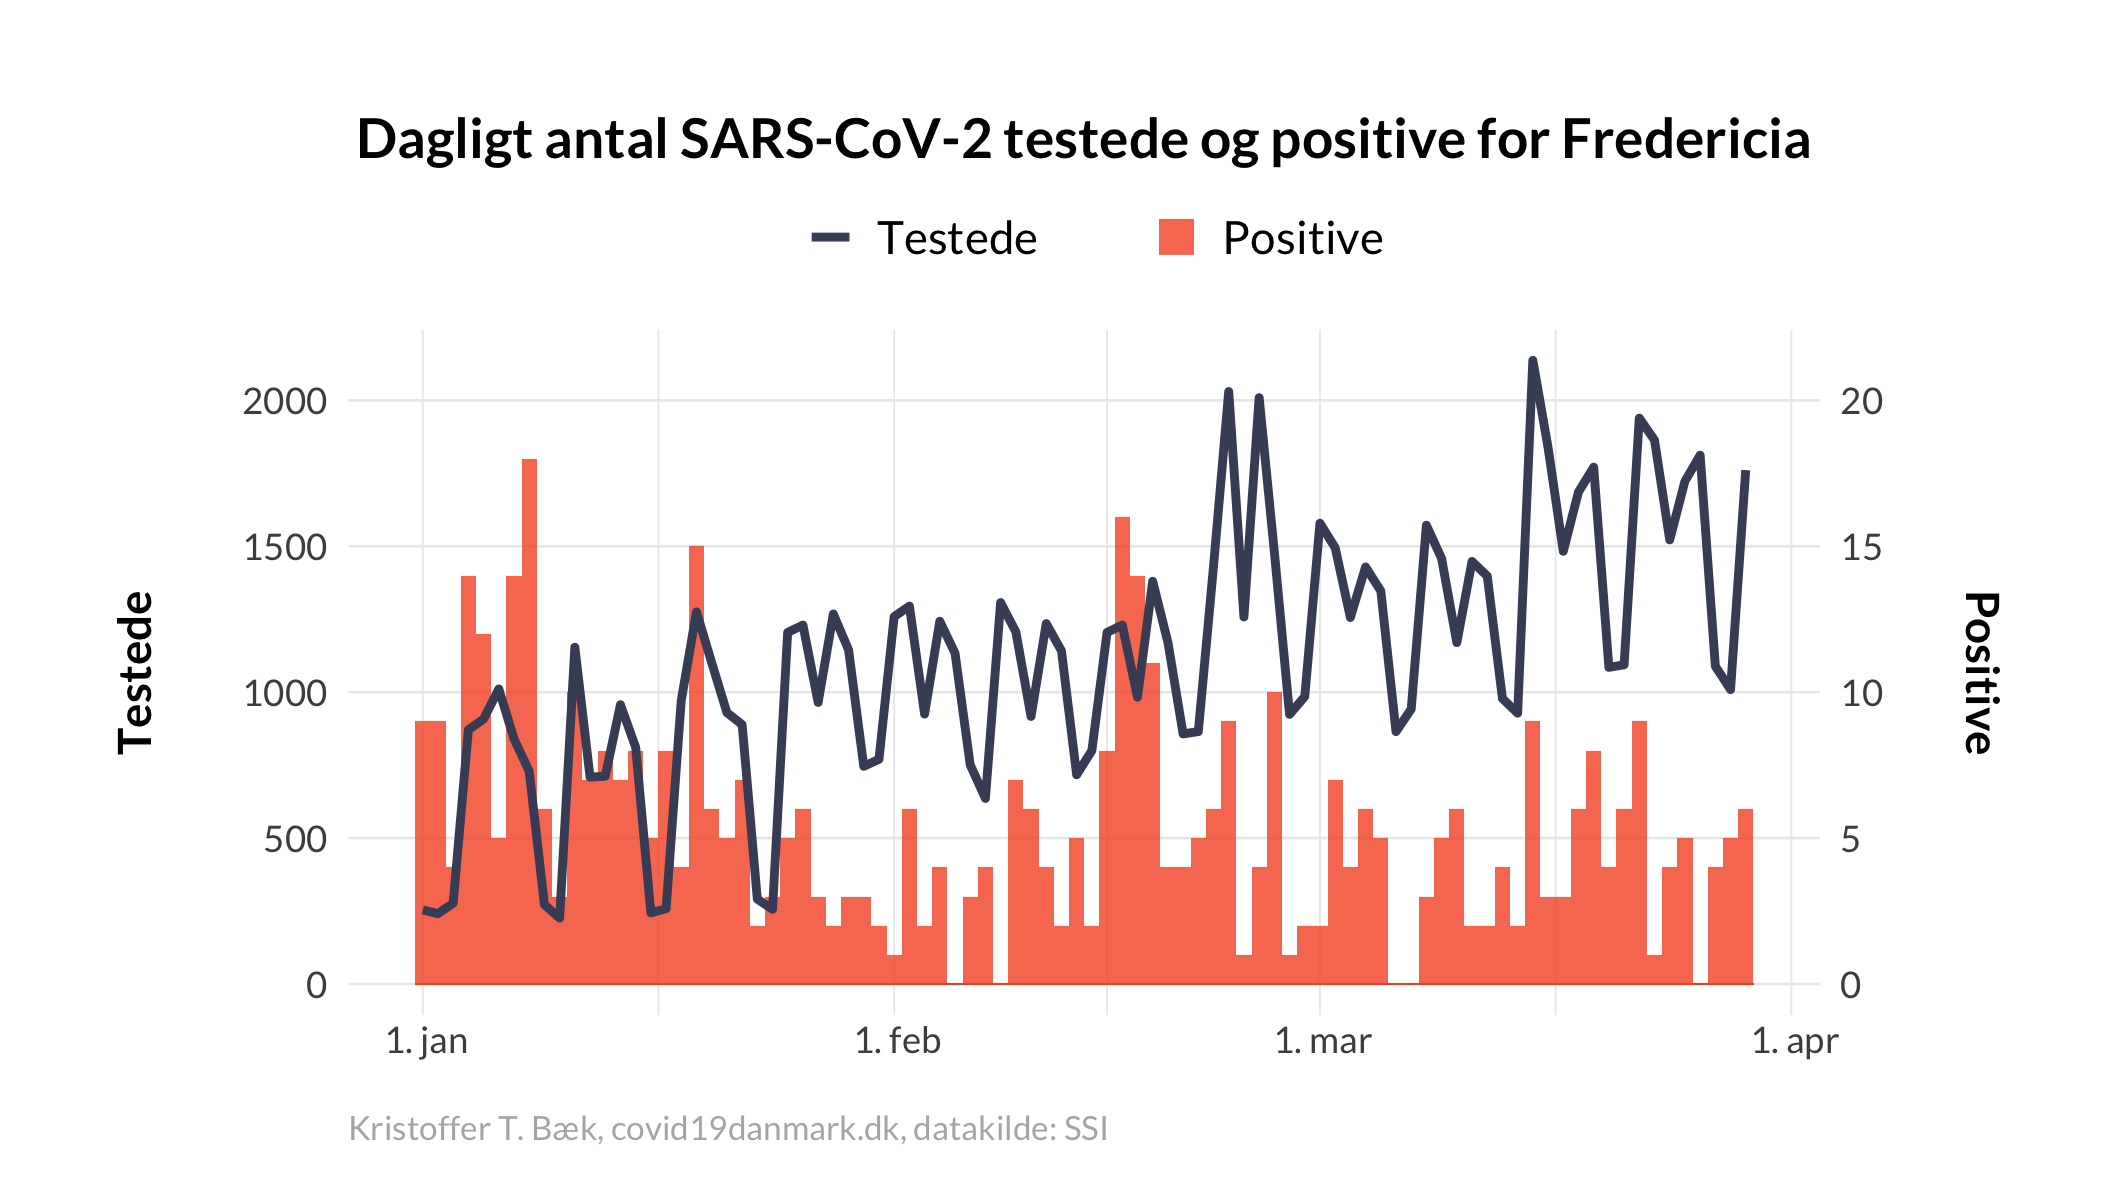 Dagligt antal SARS-CoV-2 testede og positive for Fredericia
Testede
Positive
2000
1500
1000
500
0
20
15
10
5
0
Testede
Positive
1. jan
1. feb
1. mar
1. apr
Kristoffer T. Bæk, covid19danmark.dk, datakilde: SSI